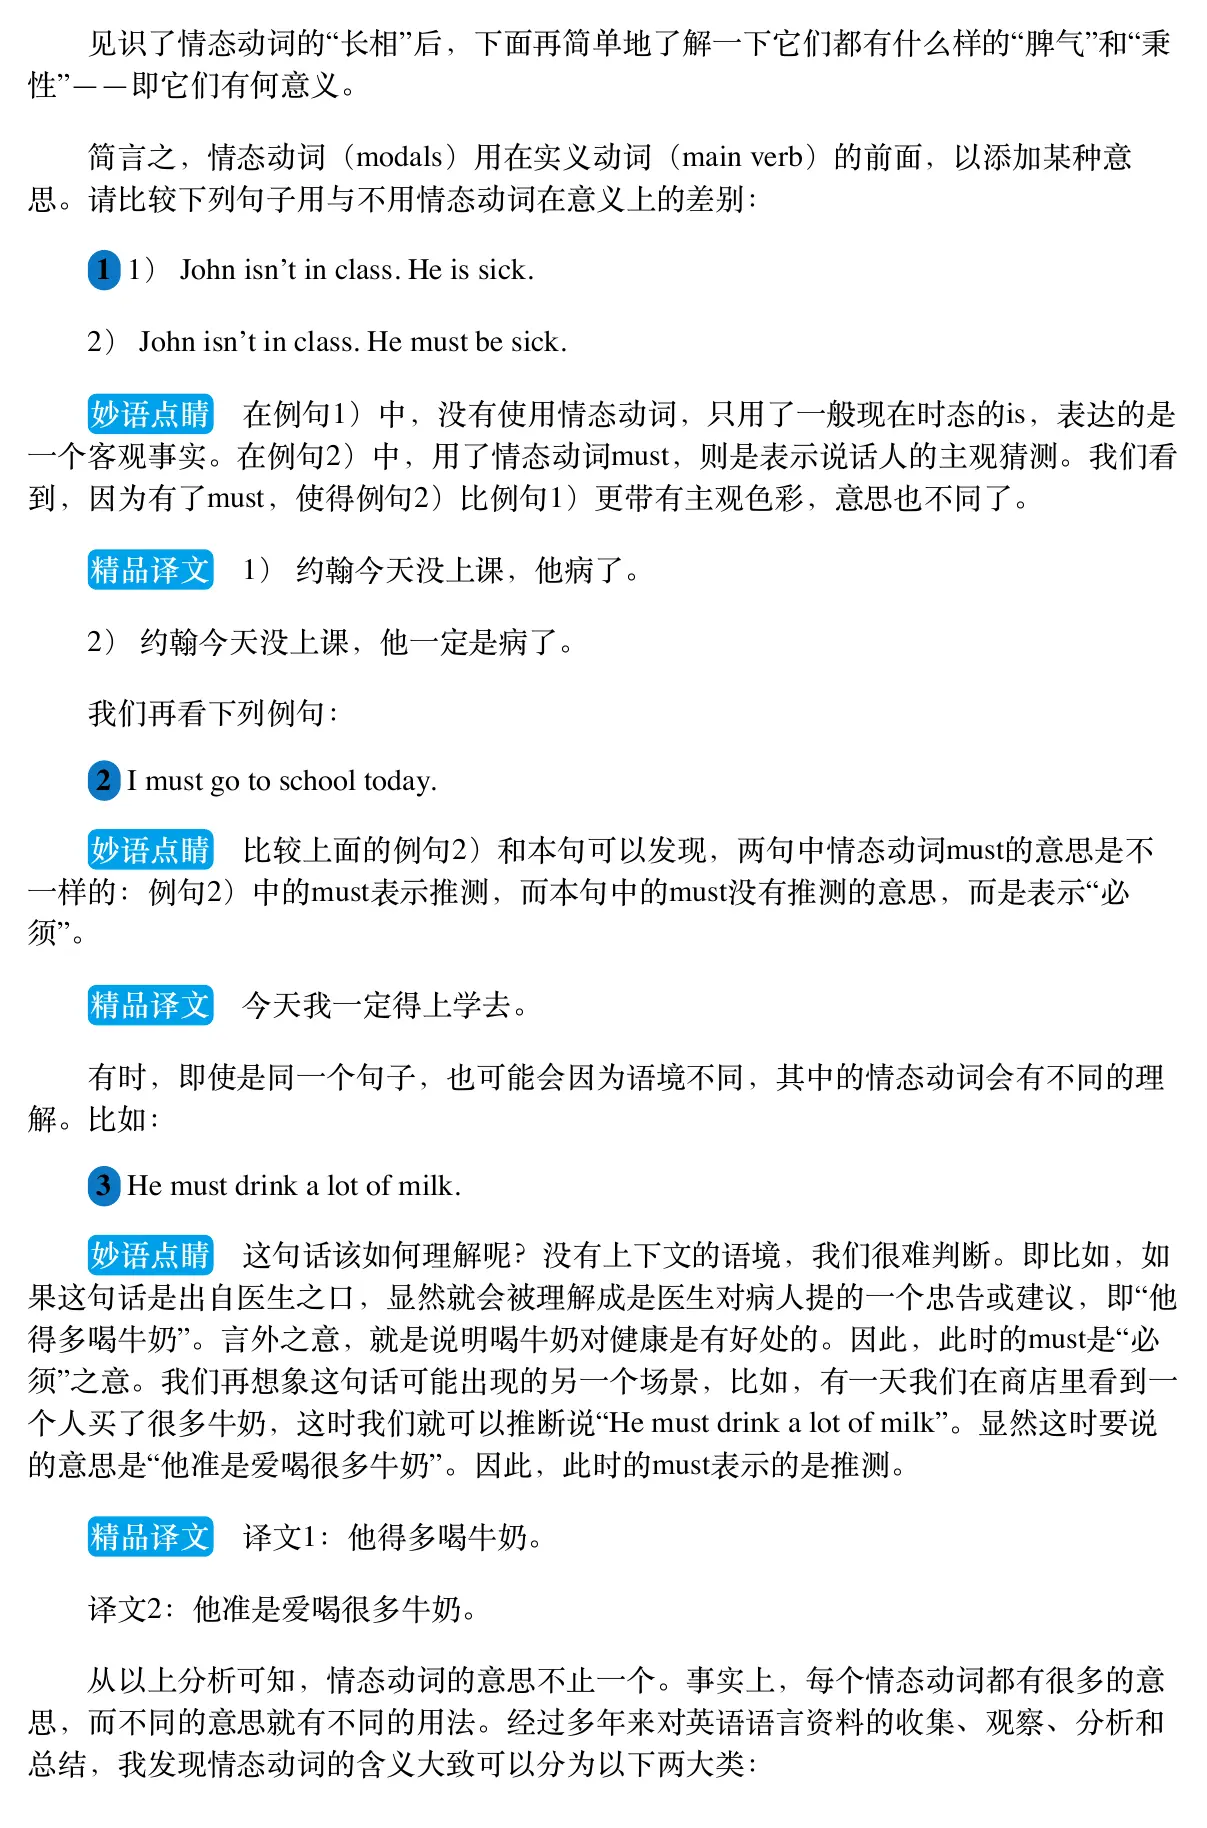 见识了情态动词的“长相”后，下面再简单地了解一下它们都有什么样的“脾气”和“秉
性”——即它们有何意义。
简言之，情态动词（modals）用在实义动词（main verb）的前面，以添加某种意
思。请比较下列句子用与不用情态动词在意义上的差别：
1 1） John isn’t in class. He is sick.
2） John isn’t in class. He must be sick.
妙语点睛 在例句1）中，没有使用情态动词，只用了一般现在时态的is，表达的是
一个客观事实。在例句2）中，用了情态动词must，则是表示说话人的主观猜测。我们看
到，因为有了must，使得例句2）比例句1）更带有主观色彩，意思也不同了。
精品译文 1） 约翰今天没上课，他病了。
2） 约翰今天没上课，他一定是病了。
我们再看下列例句：
2 I must go to school today.
妙语点睛 比较上面的例句2）和本句可以发现，两句中情态动词must的意思是不
一样的：例句2）中的must表示推测，而本句中的must没有推测的意思，而是表示“必
须”。
精品译文 今天我一定得上学去。
有时，即使是同一个句子，也可能会因为语境不同，其中的情态动词会有不同的理
解。比如：
3 He must drink a lot of milk.
妙语点睛 这句话该如何理解呢？没有上下文的语境，我们很难判断。即比如，如
果这句话是出自医生之口，显然就会被理解成是医生对病人提的一个忠告或建议，即“他
得多喝牛奶”。言外之意，就是说明喝牛奶对健康是有好处的。因此，此时的must是“必
须”之意。我们再想象这句话可能出现的另一个场景，比如，有一天我们在商店里看到一
个人买了很多牛奶，这时我们就可以推断说“He must drink a lot of milk”。显然这时要说
的意思是“他准是爱喝很多牛奶”。因此，此时的must表示的是推测。
精品译文 译文1：他得多喝牛奶。
译文2：他准是爱喝很多牛奶。
从以上分析可知，情态动词的意思不止一个。事实上，每个情态动词都有很多的意
思，而不同的意思就有不同的用法。经过多年来对英语语言资料的收集、观察、分析和
总结，我发现情态动词的含义大致可以分为以下两大类：